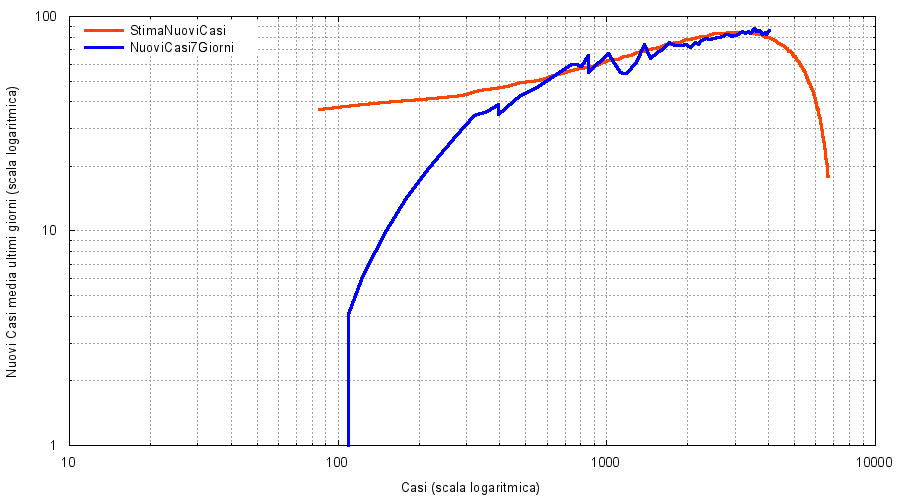 100
StimaNuoviCasi
NuoviCasi7Giorni
10
1
Nuovi Casi media ultimi giorni (scala logaritmica)
10
100
1000
10000
Casi (scala logaritmica)